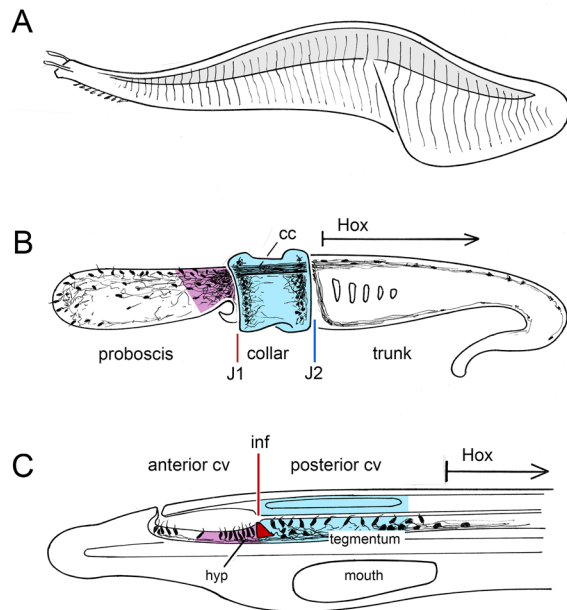 A
B
cc
Hox
proboscis
collar
trunk
J1
J2
C
inf
anterior cv
posterior cv
Hox
tegmentum
hyp
mouth